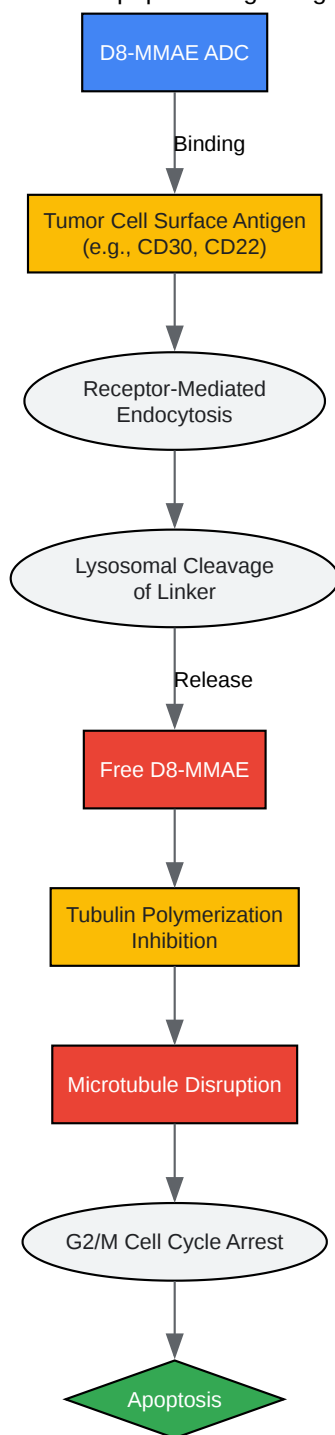 D8-MMAE ADC
Binding
Tumor Cell Surface Antigen
(e.g., CD30, CD22)
Receptor-Mediated
Endocytosis
Lysosomal Cleavage
of Linker
Release
Free D8-MMAE
Tubulin Polymerization
Inhibition
Microtubule Disruption
G2/M Cell Cycle Arrest
Apoptosis